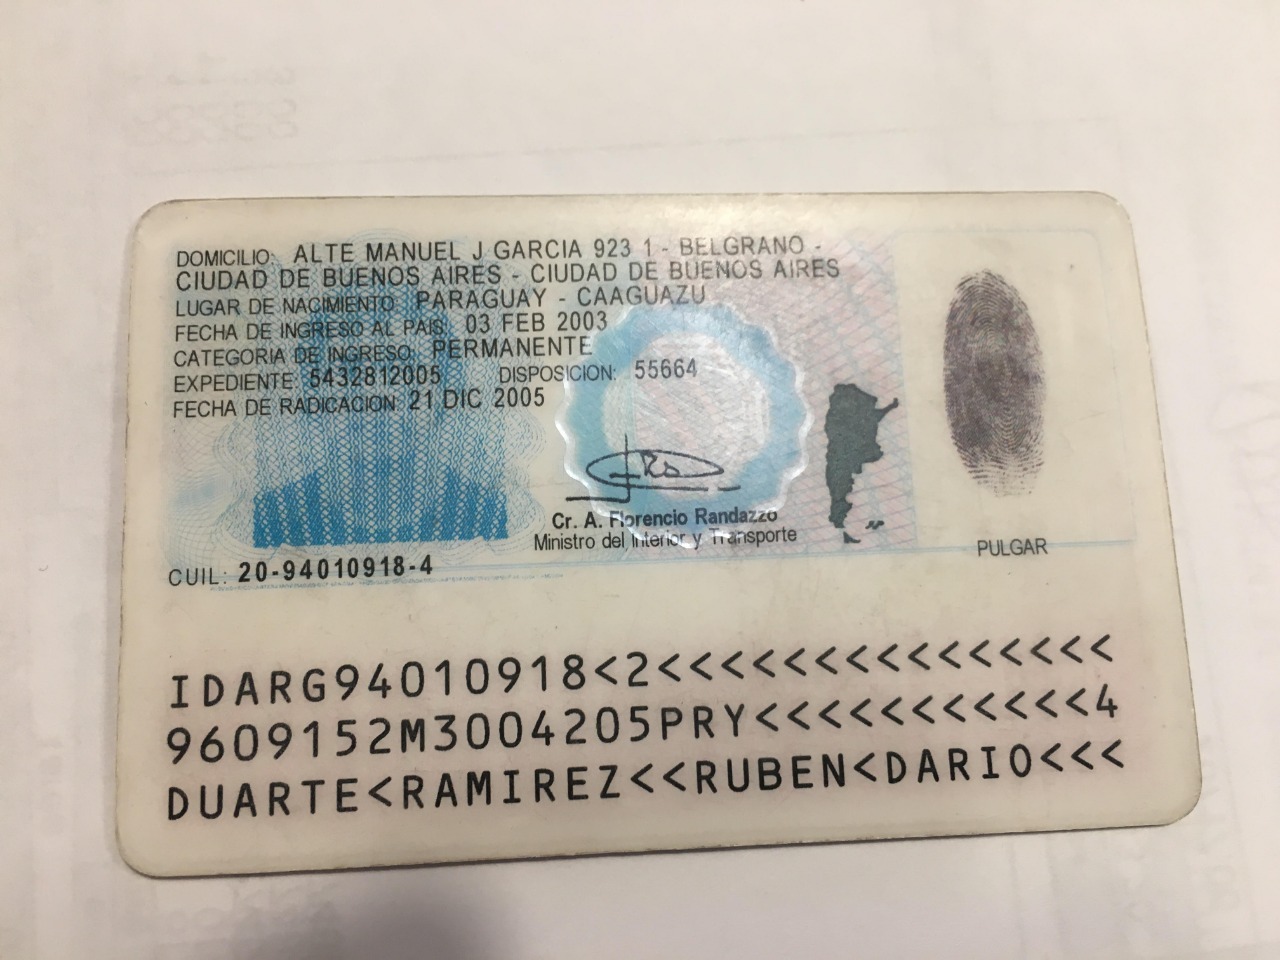 DOMICILIO: ALTE MANUEL J GARCIA 923 1 - BELGRANO -
CIUDAD DE BUENOS AIRES - CIUDAD DE BUENOS AIRES
LUGAR DE NACIMIENTO: PARAGUAY - CAAGUAZU
FECHA DE INGRESO AL PAIS: 03 FEB 2003
CATEGORIA DE INGRESO: PERMANENTE
EXPEDIENTE: 5432812005 DISPOSICION: 55664
FECHA DE RADICACION: 21 DIC 2005
Cr. A. Florencio Randazzo
Ministro del Interior y Transporte
PULGAR
CUIL: 20-94010918-4
IDARG94010918<2<<<<<<<<<<<<<<<
9609152M3004205PRY<<<<<<<<<<<4
DUARTE<RAMIREZ<<RUBEN<DARIO<<<